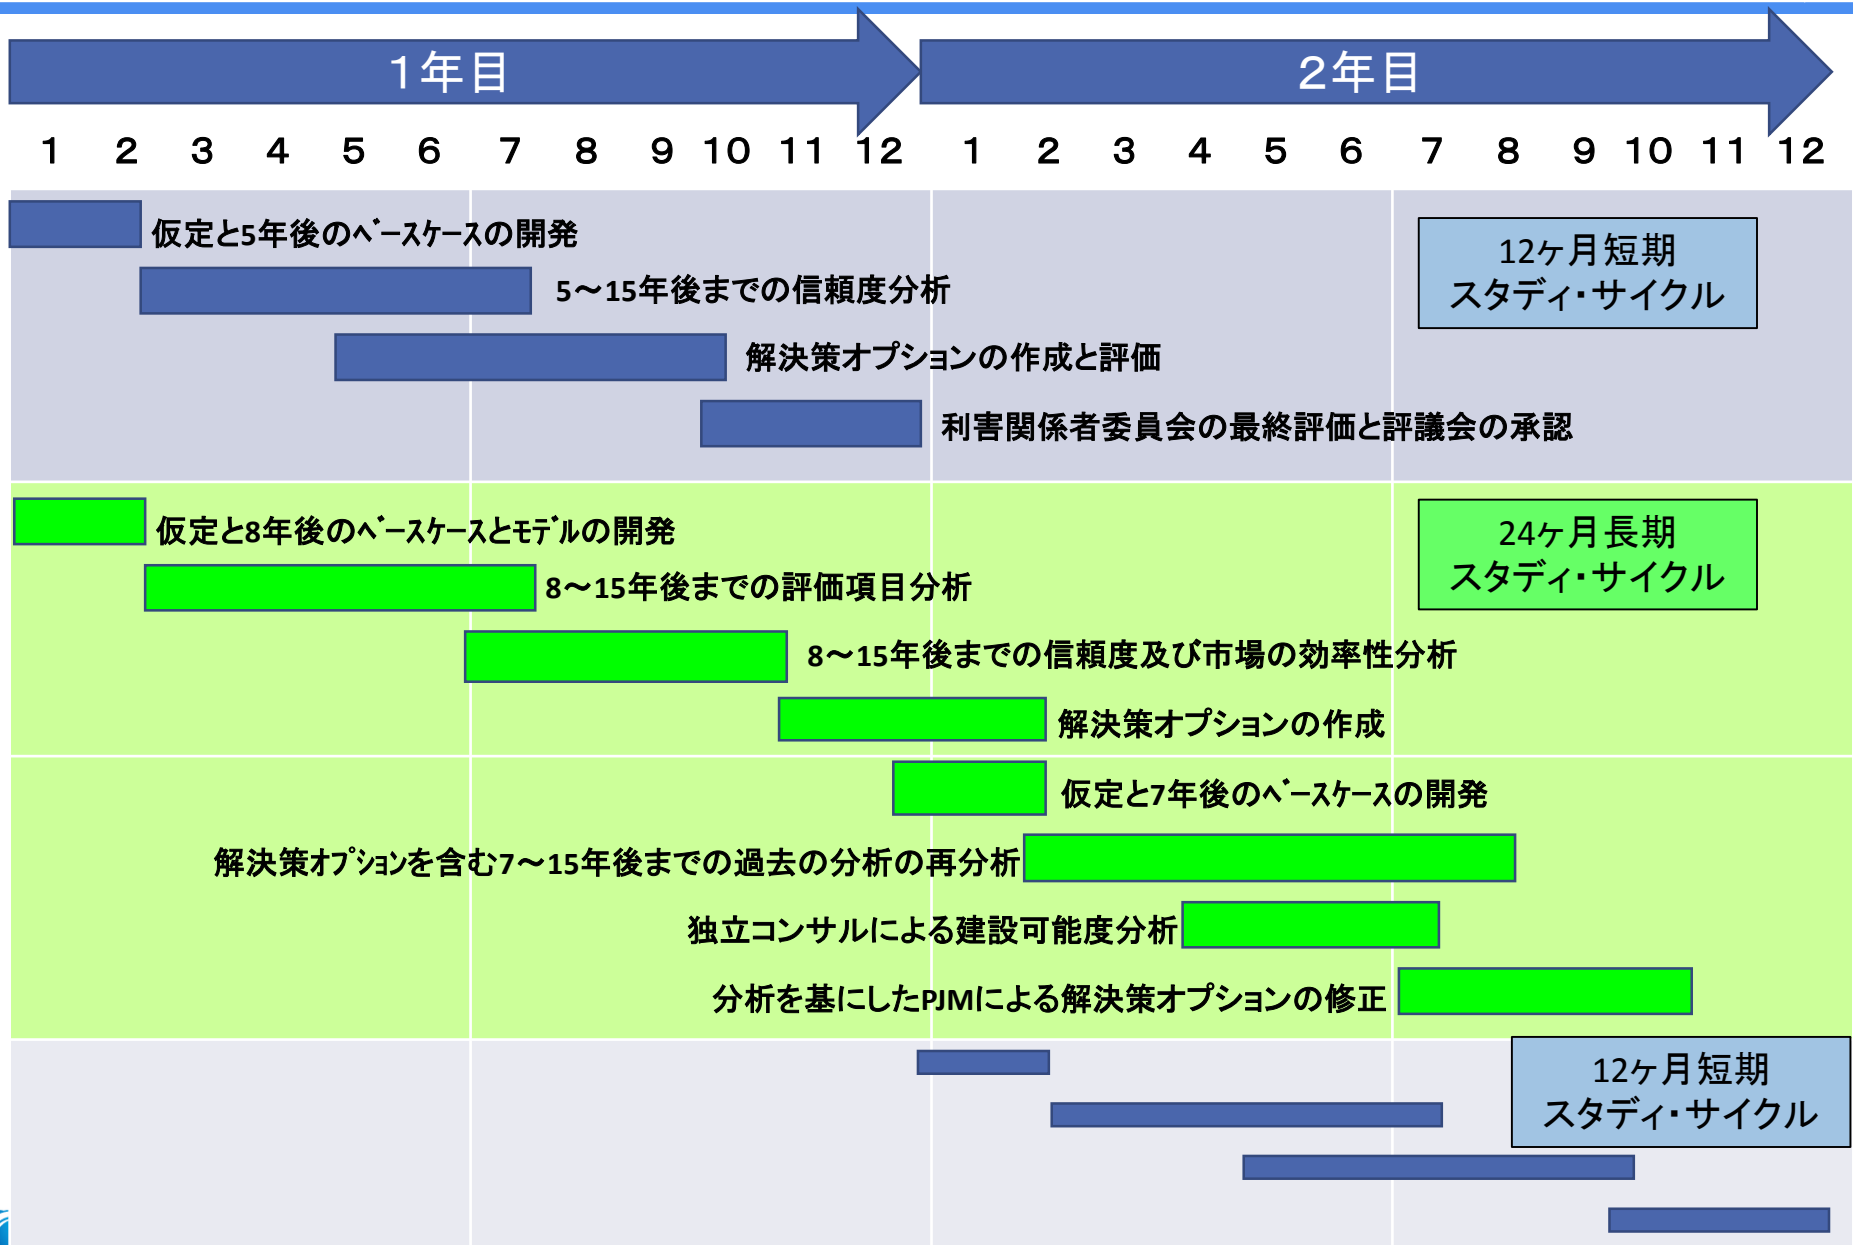 1年目 2年目
1 2 3 4 5 6 7 8 9 10 11 12 1 2 3 4 5 6 7 8 9 10 11 12
仮定と5年後のﾍﾞｰｽｹｰｽの開発
12ヶ月短期
スタディ・サイクル
5～15年後までの信頼度分析
解決策オプションの作成と評価
利害関係者委員会の最終評価と評議会の承認
仮定と8年後のﾍﾞｰｽｹｰｽとﾓﾃﾞﾙの開発
24ヶ月長期
スタディ・サイクル
8～15年後までの評価項目分析
8～15年後までの信頼度及び市場の効率性分析
解決策オプションの作成
仮定と7年後のﾍﾞｰｽｹｰｽの開発
解決策ｵﾌﾟｼｮﾝを含む7～15年後までの過去の分析の再分析
独立コンサルによる建設可能度分析
分析を基にしたPJMによる解決策オプションの修正
12ヶ月短期
スタディ・サイクル